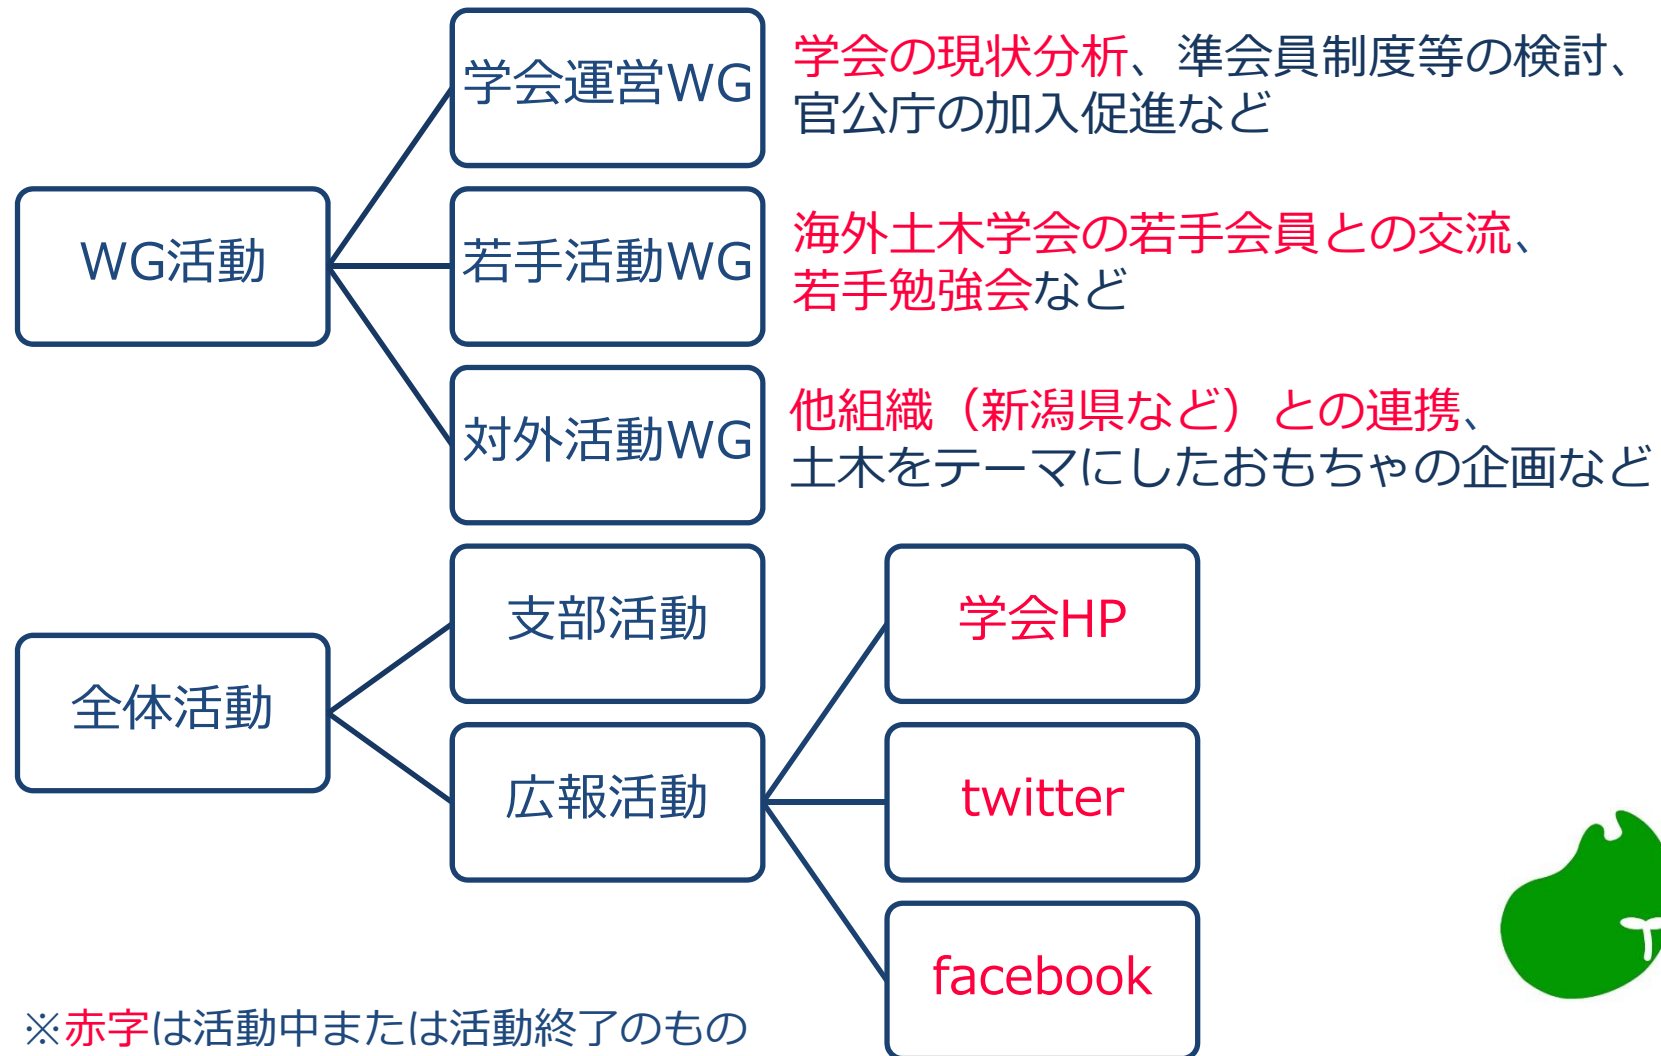 学会運営WG
学会の現状分析、準会員制度等の検討、
官公庁の加入促進など
WG活動
若手活動WG
海外土木学会の若手会員との交流、
若手勉強会など
対外活動WG
他組織（新潟県など）との連携、
土木をテーマにしたおもちゃの企画など
全体活動
支部活動
広報活動
学会HP
twitter
facebook
※赤字は活動中または活動終了のもの